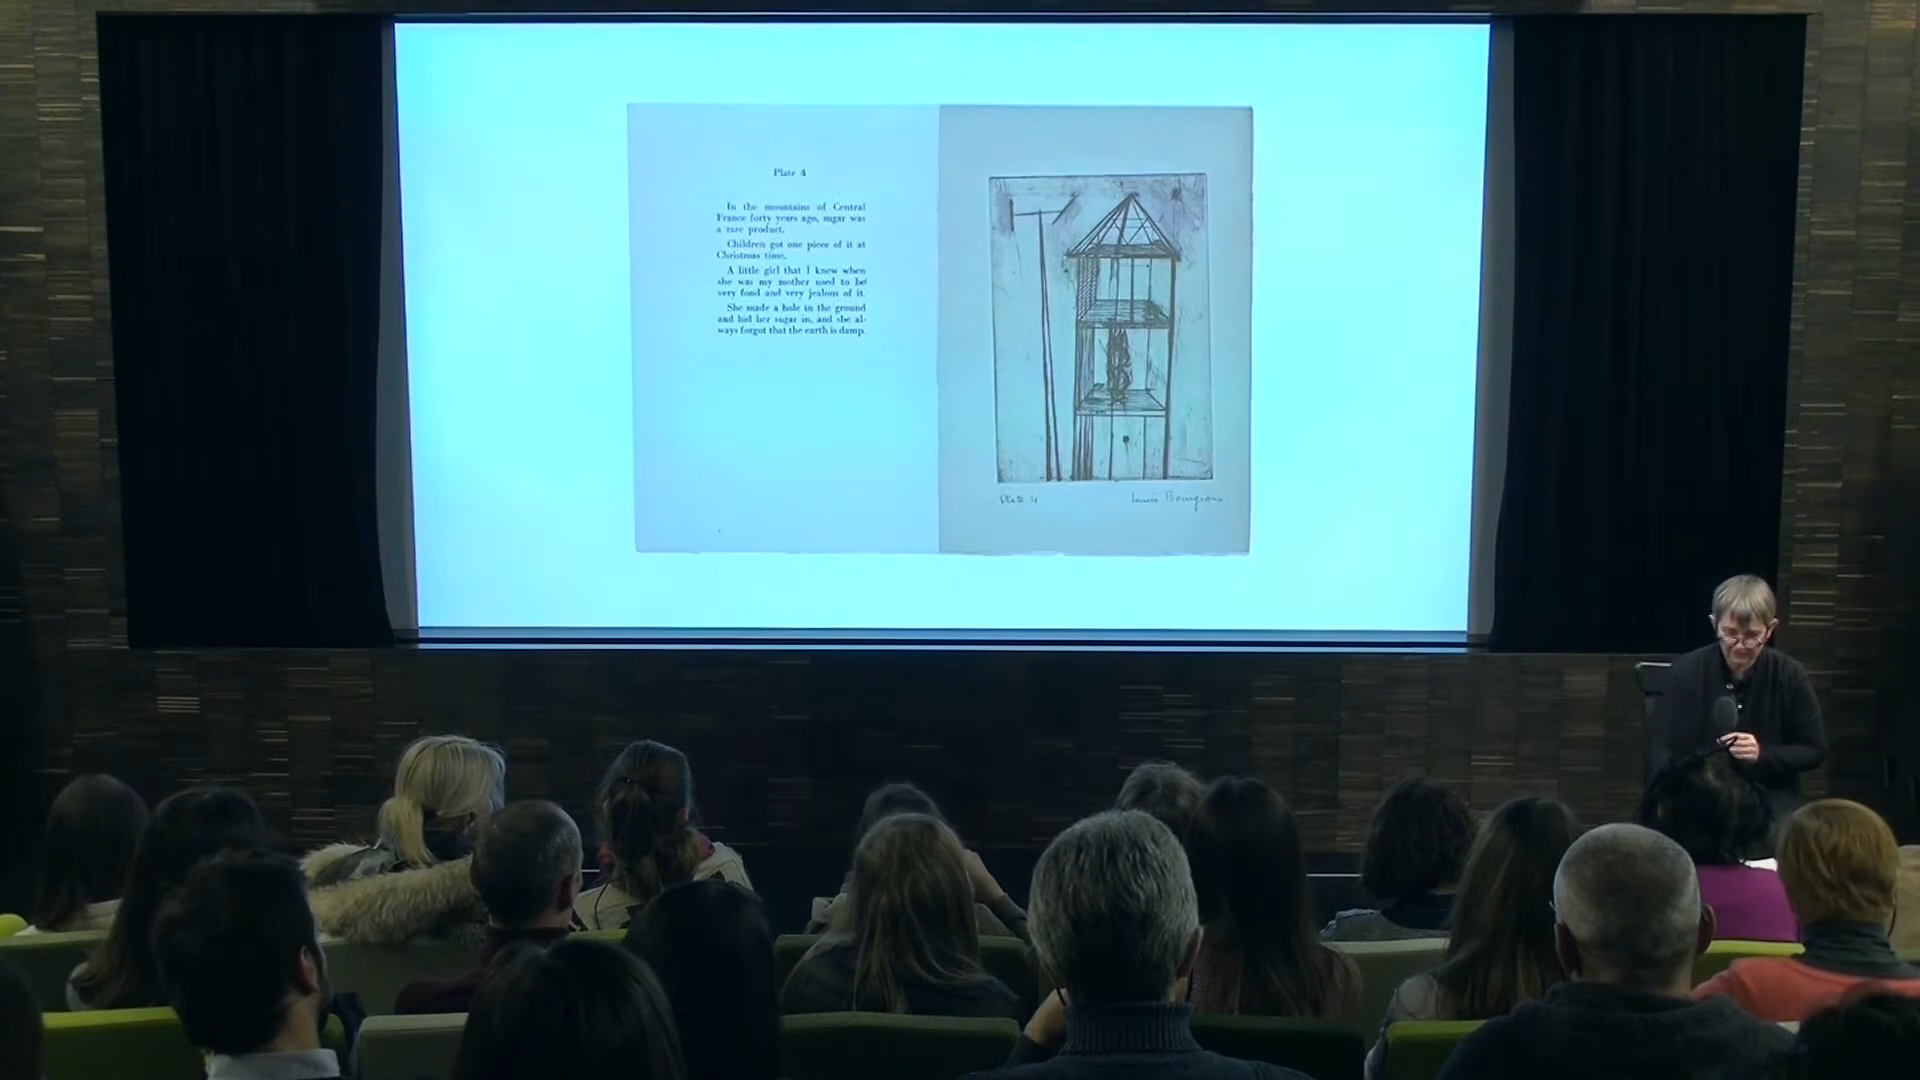 Plate 4
In the mountains of Central
France forty years ago, sugar was
a rare product.
Children got one piece of it at
Christmas time.
A little girl that I knew when
she was my mother used to be
very fond and very jealous of it.
She made a hole in the ground
and hid her sugar in, and she al-
ways forgot that the earth is damp.
Plate 4 Louise Bourgeois